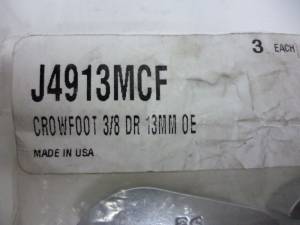 3 EACH
J4913MCF
CROWFOOT 3/8 DR 13MM OE
MADE IN USA